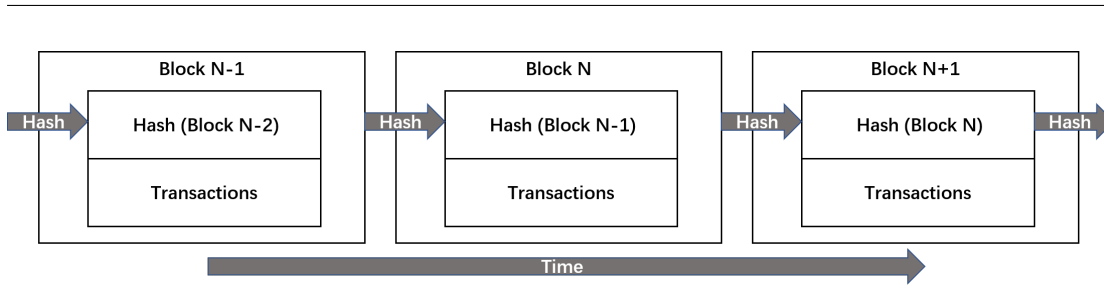 Block N-1
Block N
Block N+1
Hash
Hash (Block N-2)
Hash
Hash (Block N-1)
Hash
Hash (Block N)
Hash
Transactions
Transactions
Transactions
Time